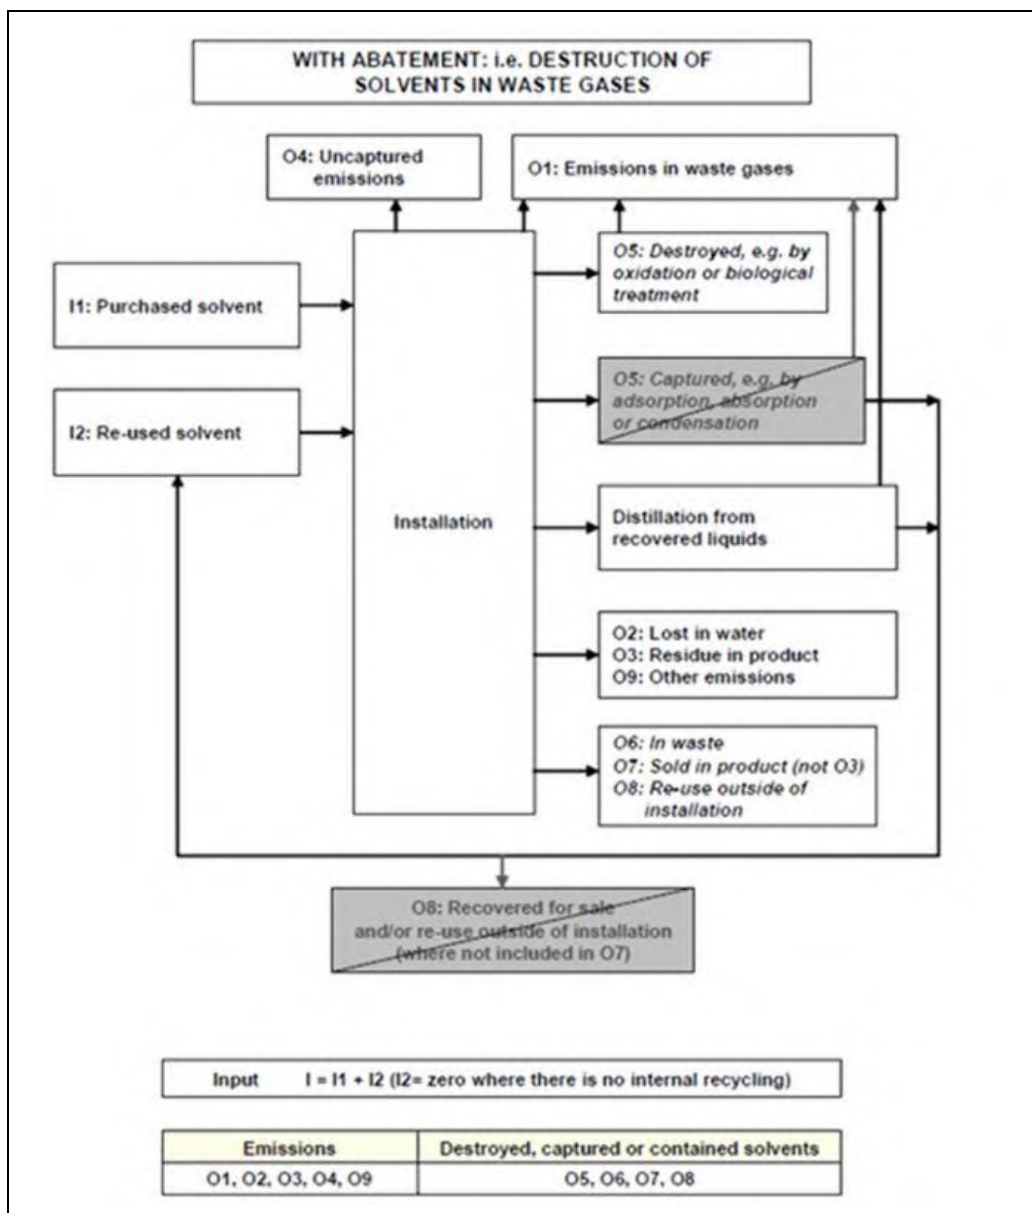 WITH ABATEMENT: i.e. DESTRUCTION OF
SOLVENTS IN WASTE GASES
O4: Uncaptured
emissions
O1: Emissions in waste gases
O5: Destroyed, e.g. by
oxidation or biological
treatment
I1: Purchased solvent
O5: Captured, e.g. by
adsorption, absorption
or condensation
I2: Re-used solvent
Installation
Distillation from
recovered liquids
O2: Lost in water
O3: Residue in product
O9: Other emissions
O6: In waste
O7: Sold in product (not O3)
O8: Re-use outside of
installation
O8: Recovered for sale
and/or re-use outside of installation
(where not included in O7)
Input I = I1 + I2 (I2= zero where there is no internal recycling)
Emissions Destroyed, captured or contained solvents
O1, O2, O3, O4, O9 O5, O6, O7, O8